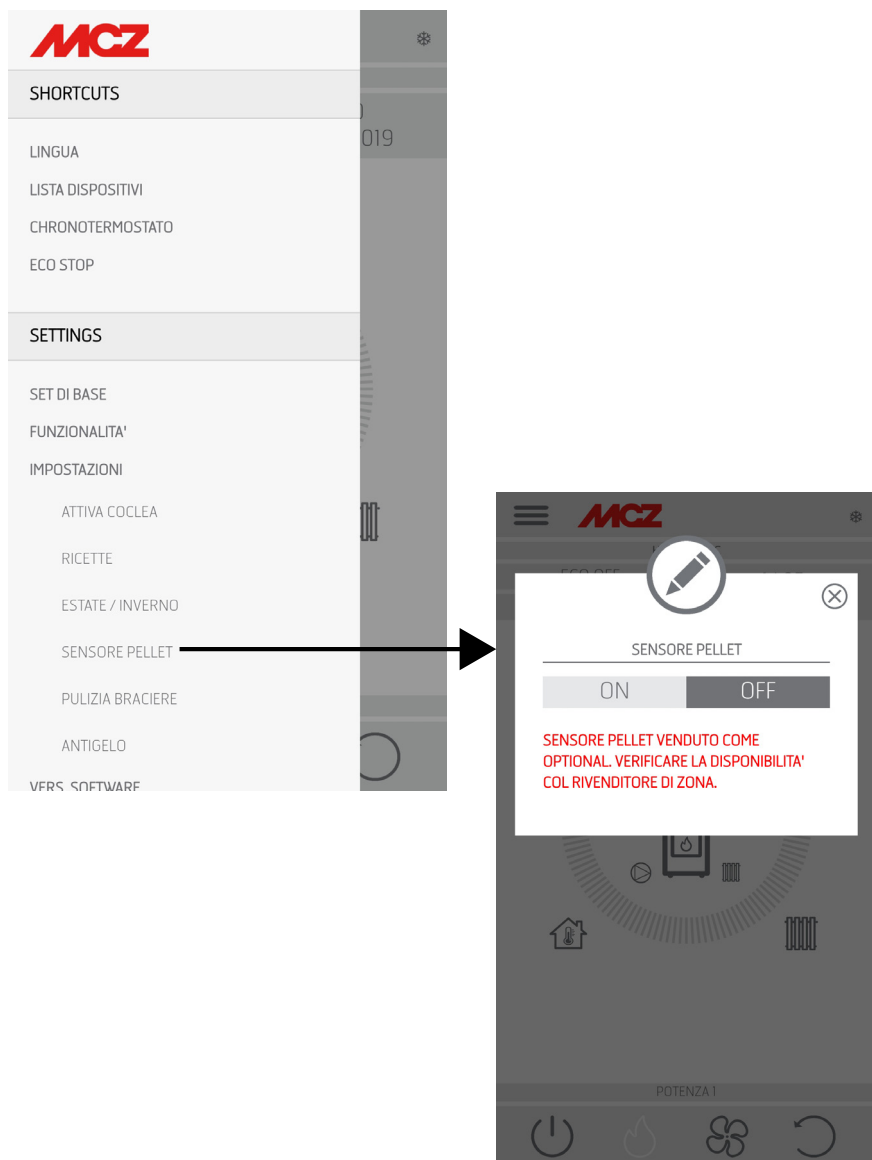 MCZ
SHORTCUTS
019
LINGUA
LISTA DISPOSITIVI
CHRONOTERMOSTATO
ECO STOP
SETTINGS
SET DI BASE
FUNZIONALITA'
IMPOSTAZIONI
ATTIVA COCLEA
RICETTE
ESTATE / INVERNO
SENSORE PELLET
PULIZIA BRACIERE
ANTIGELO
VERS. SOFTWARE
MCZ
SENSORE PELLET
ON OFF
SENSORE PELLET VENDUTO COME
OPTIONAL. VERIFICARE LA DISPONIBILITA'
COL RIVENDITORE DI ZONA.
POTENZA 1